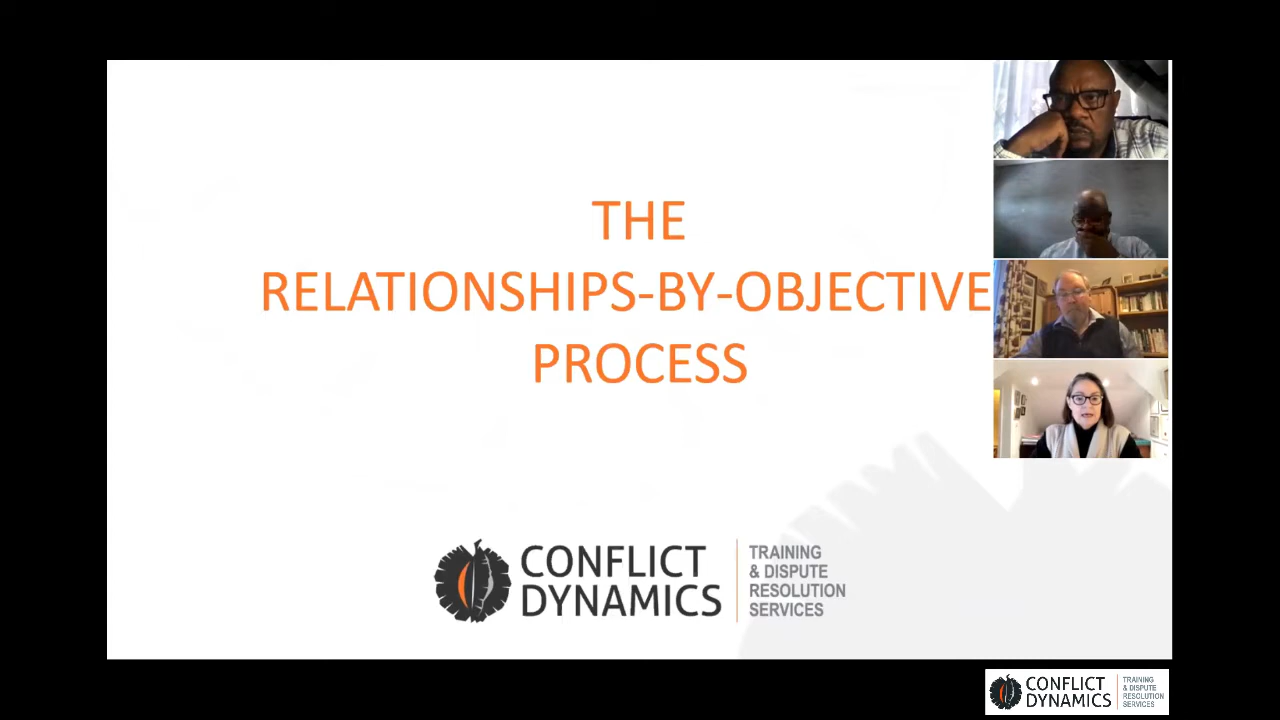 THE
RELATIONSHIPS-BY-OBJECTIVE
PROCESS
CONFLICT
DYNAMICS
TRAINING
& DISPUTE
RESOLUTION
SERVICES
CONFLICT
DYNAMICS
TRAINING
& DISPUTE
RESOLUTION
SERVICES